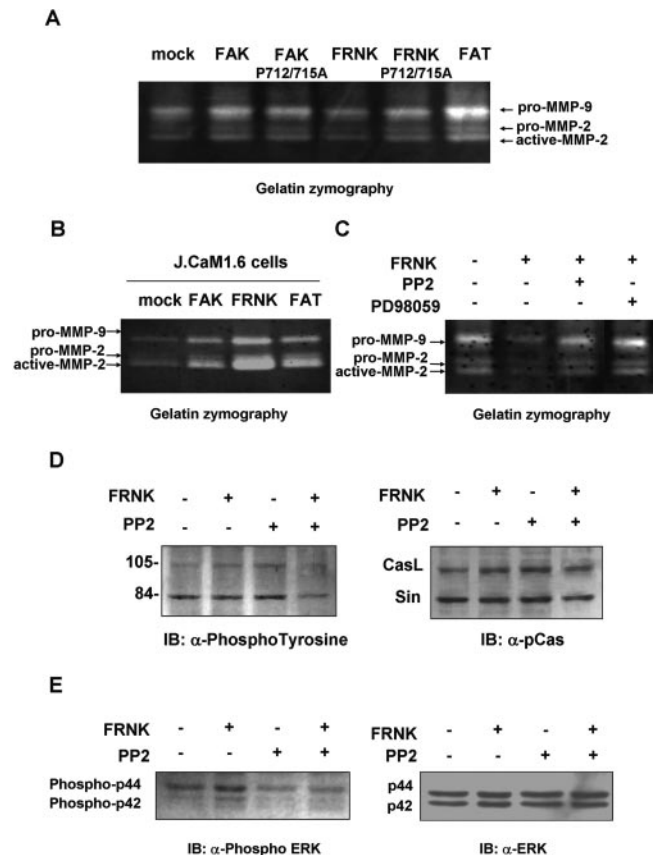 A
mock FAK FAK FRNK FRNK FAT
P712/715A P712/715A
pro-MMP-9
pro-MMP-2
active-MMP-2
Gelatin zymography
B
J.CaM1.6 cells
mock FAK FRNK FAT
pro-MMP-9
pro-MMP-2
active-MMP-2
Gelatin zymography
C
FRNK - + + +
PP2 - - + -
PD98059 - - - +
pro-MMP-9
pro-MMP-2
active-MMP-2
Gelatin zymography
D
FRNK - + - +
PP2 - - + +
105-
84-
IB: α-PhosphoTyrosine
FRNK - + - +
PP2 - - + +
CasL
Sin
IB: α-pCas
E
FRNK - + - +
PP2 - - + +
Phospho-p44
Phospho-p42
IB: α-Phospho ERK
FRNK - + - +
PP2 - - + +
p44
p42
IB: α-ERK